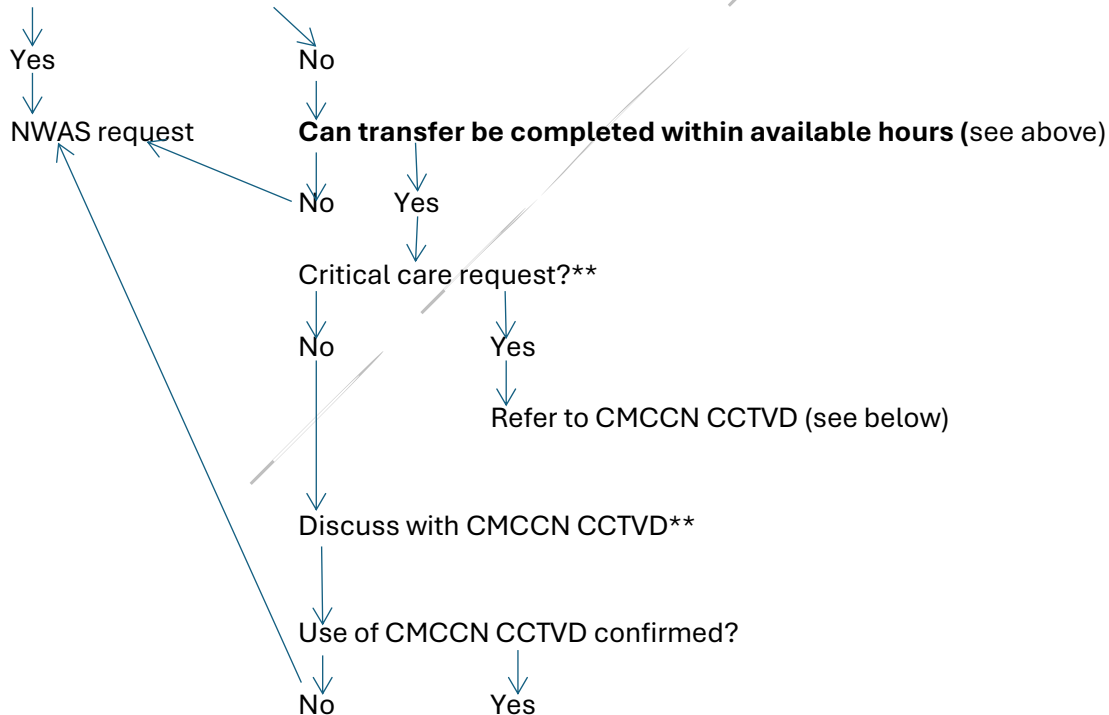 Yes No
NWAS request Can transfer be completed within available hours (see above)
No Yes
Critical care request?**
No Yes
Refer to CMCCN CCTVD (see below)
Discuss with CMCCN CCTVD**
Use of CMCCN CCTVD confirmed?
No Yes